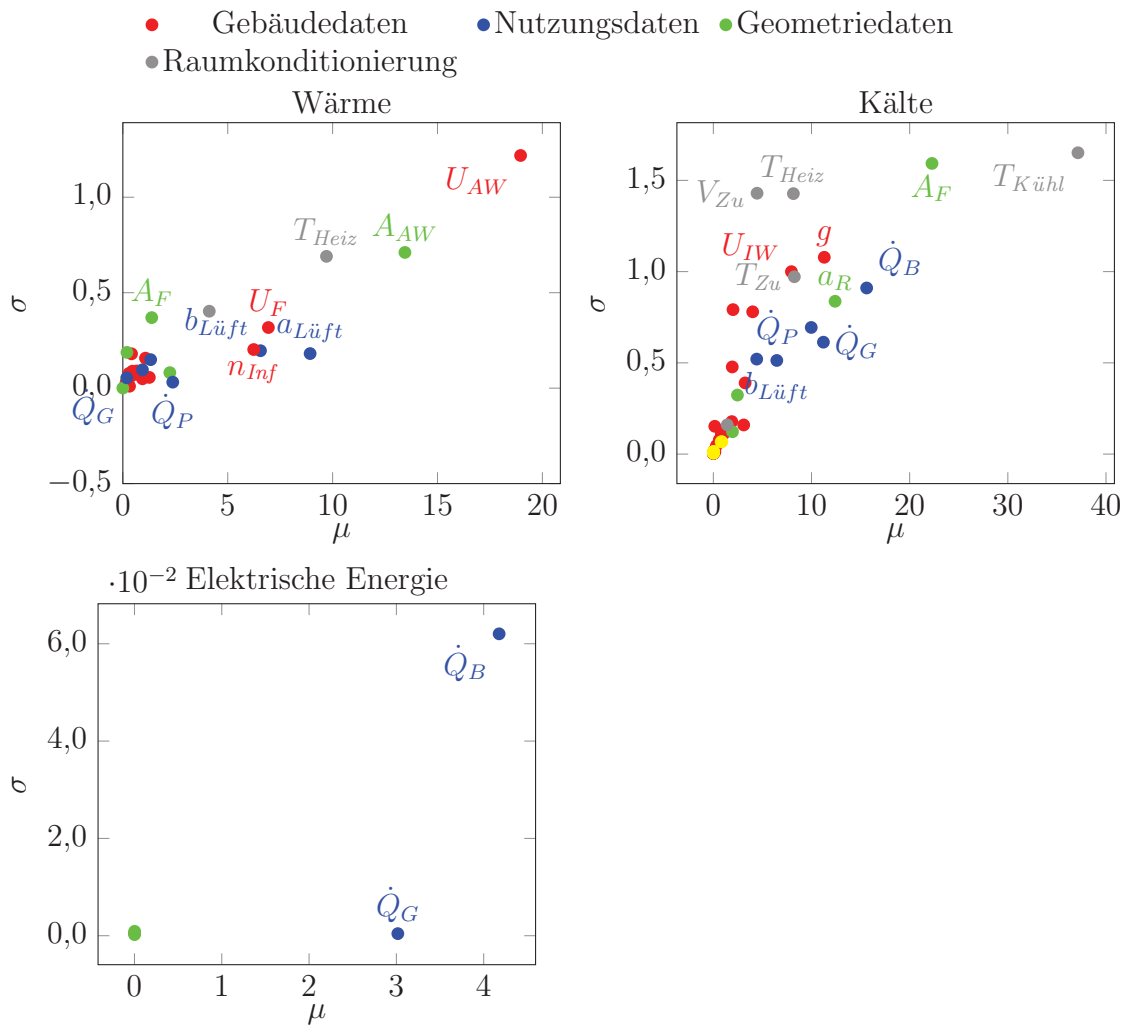 Gebäudedaten Nutzungsdaten Geometriedaten
Raumkonditionierung
Wärme
σ
1,0
0,5
0,0
−0,5
0 5 10 15 20
μ
U_AW
A_AW
T_Heiz
A_F
U_F
b_Lüft
a_Lüft
n_Inf
Q̇_G
Q̇_P
Kälte
σ
1,5
1,0
0,5
0,0
0 10 20 30 40
μ
T_Heiz
V_Zu
T_Kühl
A_F
g
U_IW
Q̇_B
T_Zu
a_R
Q̇_P
Q̇_G
b_Lüft
·10⁻² Elektrische Energie
σ
6,0
4,0
2,0
0,0
0 1 2 3 4
μ
Q̇_B
Q̇_G